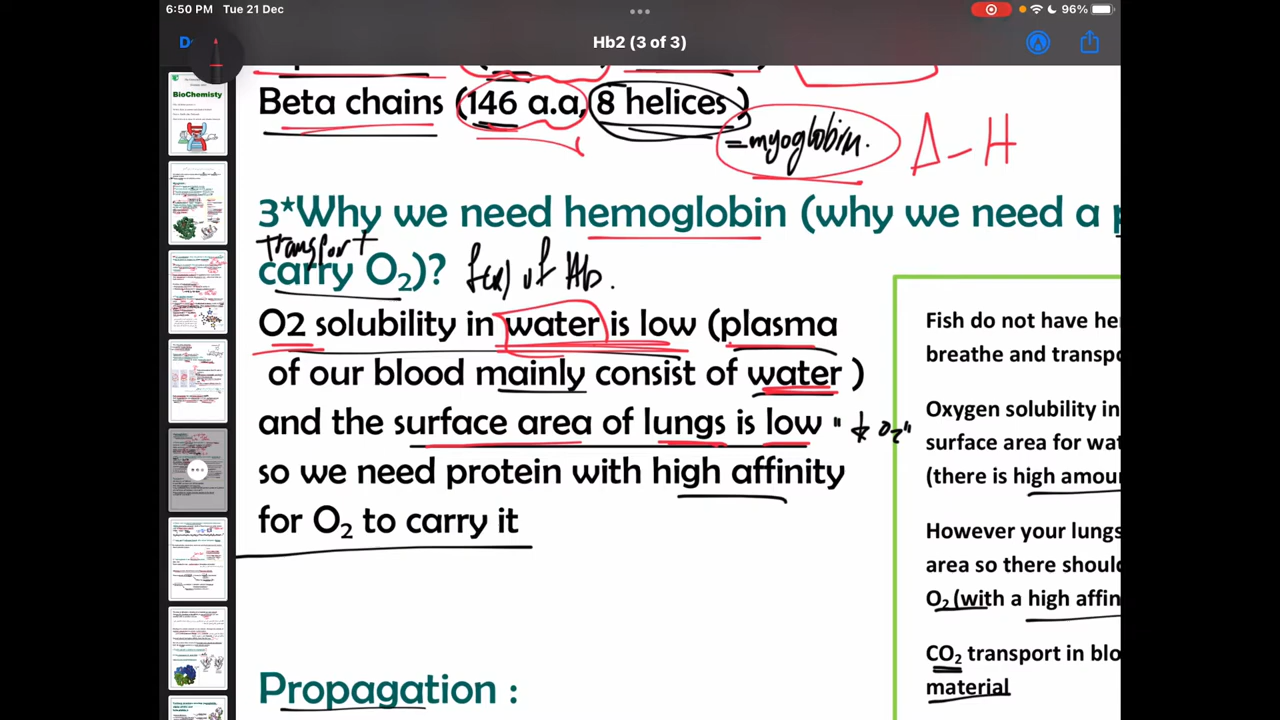 6:50 PM Tue 21 Dec
96%
Hb2 (3 of 3)
BioChemisty
Beta chains (146 a.a, 8 helices )
=myoglobin.
A-H
3*Why we need hemoglobin (why we need a p
transport
carry O2)? f(x) of Hb.
O2 soubility in water is low (plasma
of our blood mainly consist of water )
and the surface area of lungs is low "↓ O2"
so we need protein with high affinity
for O2 to carry it
Propagation :
Fish do not have he
breathe and transpo
Oxygen solubility in
surface area for wat
(there is high amou
However your lungs
area so there shoul
O2 (with a high affin
CO2 transport in blo
material